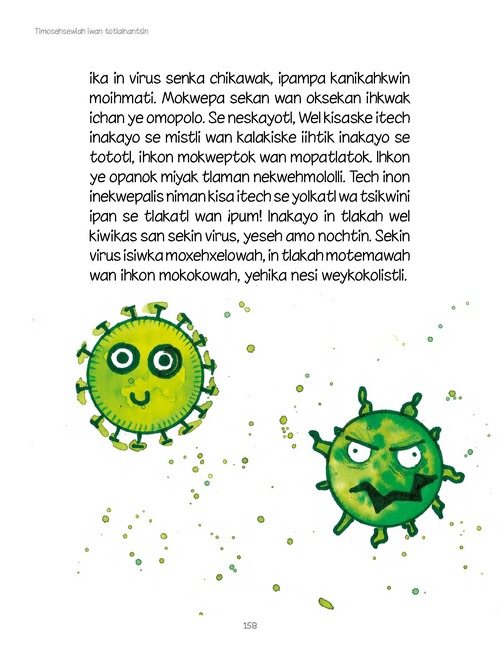 Timosehsewiah iwan totlalnantsin
ika in virus senka chikawak, ipampa kanikahkwin
moihmati. Mokwepa sekan wan oksekan ihkwak
ichan ye omopolo. Se neskayotl, Wel kisaske itech
inakayo se mistli wan kalakiske iihtik inakayo se
tototl, ihkon mokweptok wan mopatlatok. Ihkon
ye opanok miyak tlaman nekwehmololli. Tech inon
inekwepalis niman kisa itech se yolkatl wa tsikwini
ipan se tlakatl wan ipum! Inakayo in tlakah wel
kiwikas san sekin virus, yeseh amo nochtin. Sekin
virus isiwka moxehxelowah, in tlakah motemawah
wan ihkon mokokowah, yehika nesi weykokolistli.
158